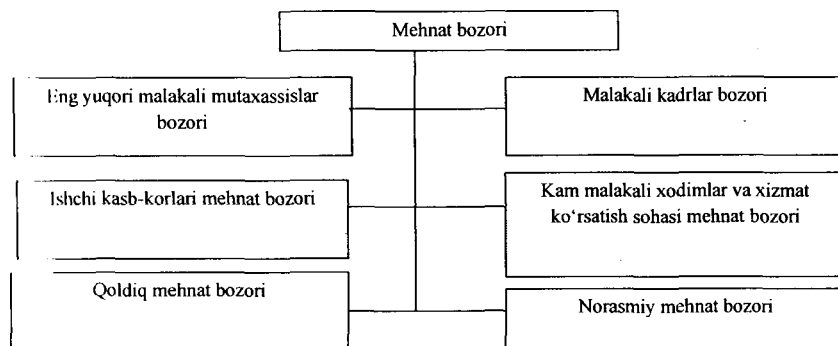 Mehnat bozori
Eng yuqori malakali mutaxassislar
bozori
Malakali kadrlar bozori
Ishchi kasb-korlari mehnat bozori
Kam malakali xodimlar va xizmat
ko‘rsatish sohasi mehnat bozori
Qoldiq mehnat bozori
Norasmiy mehnat bozori